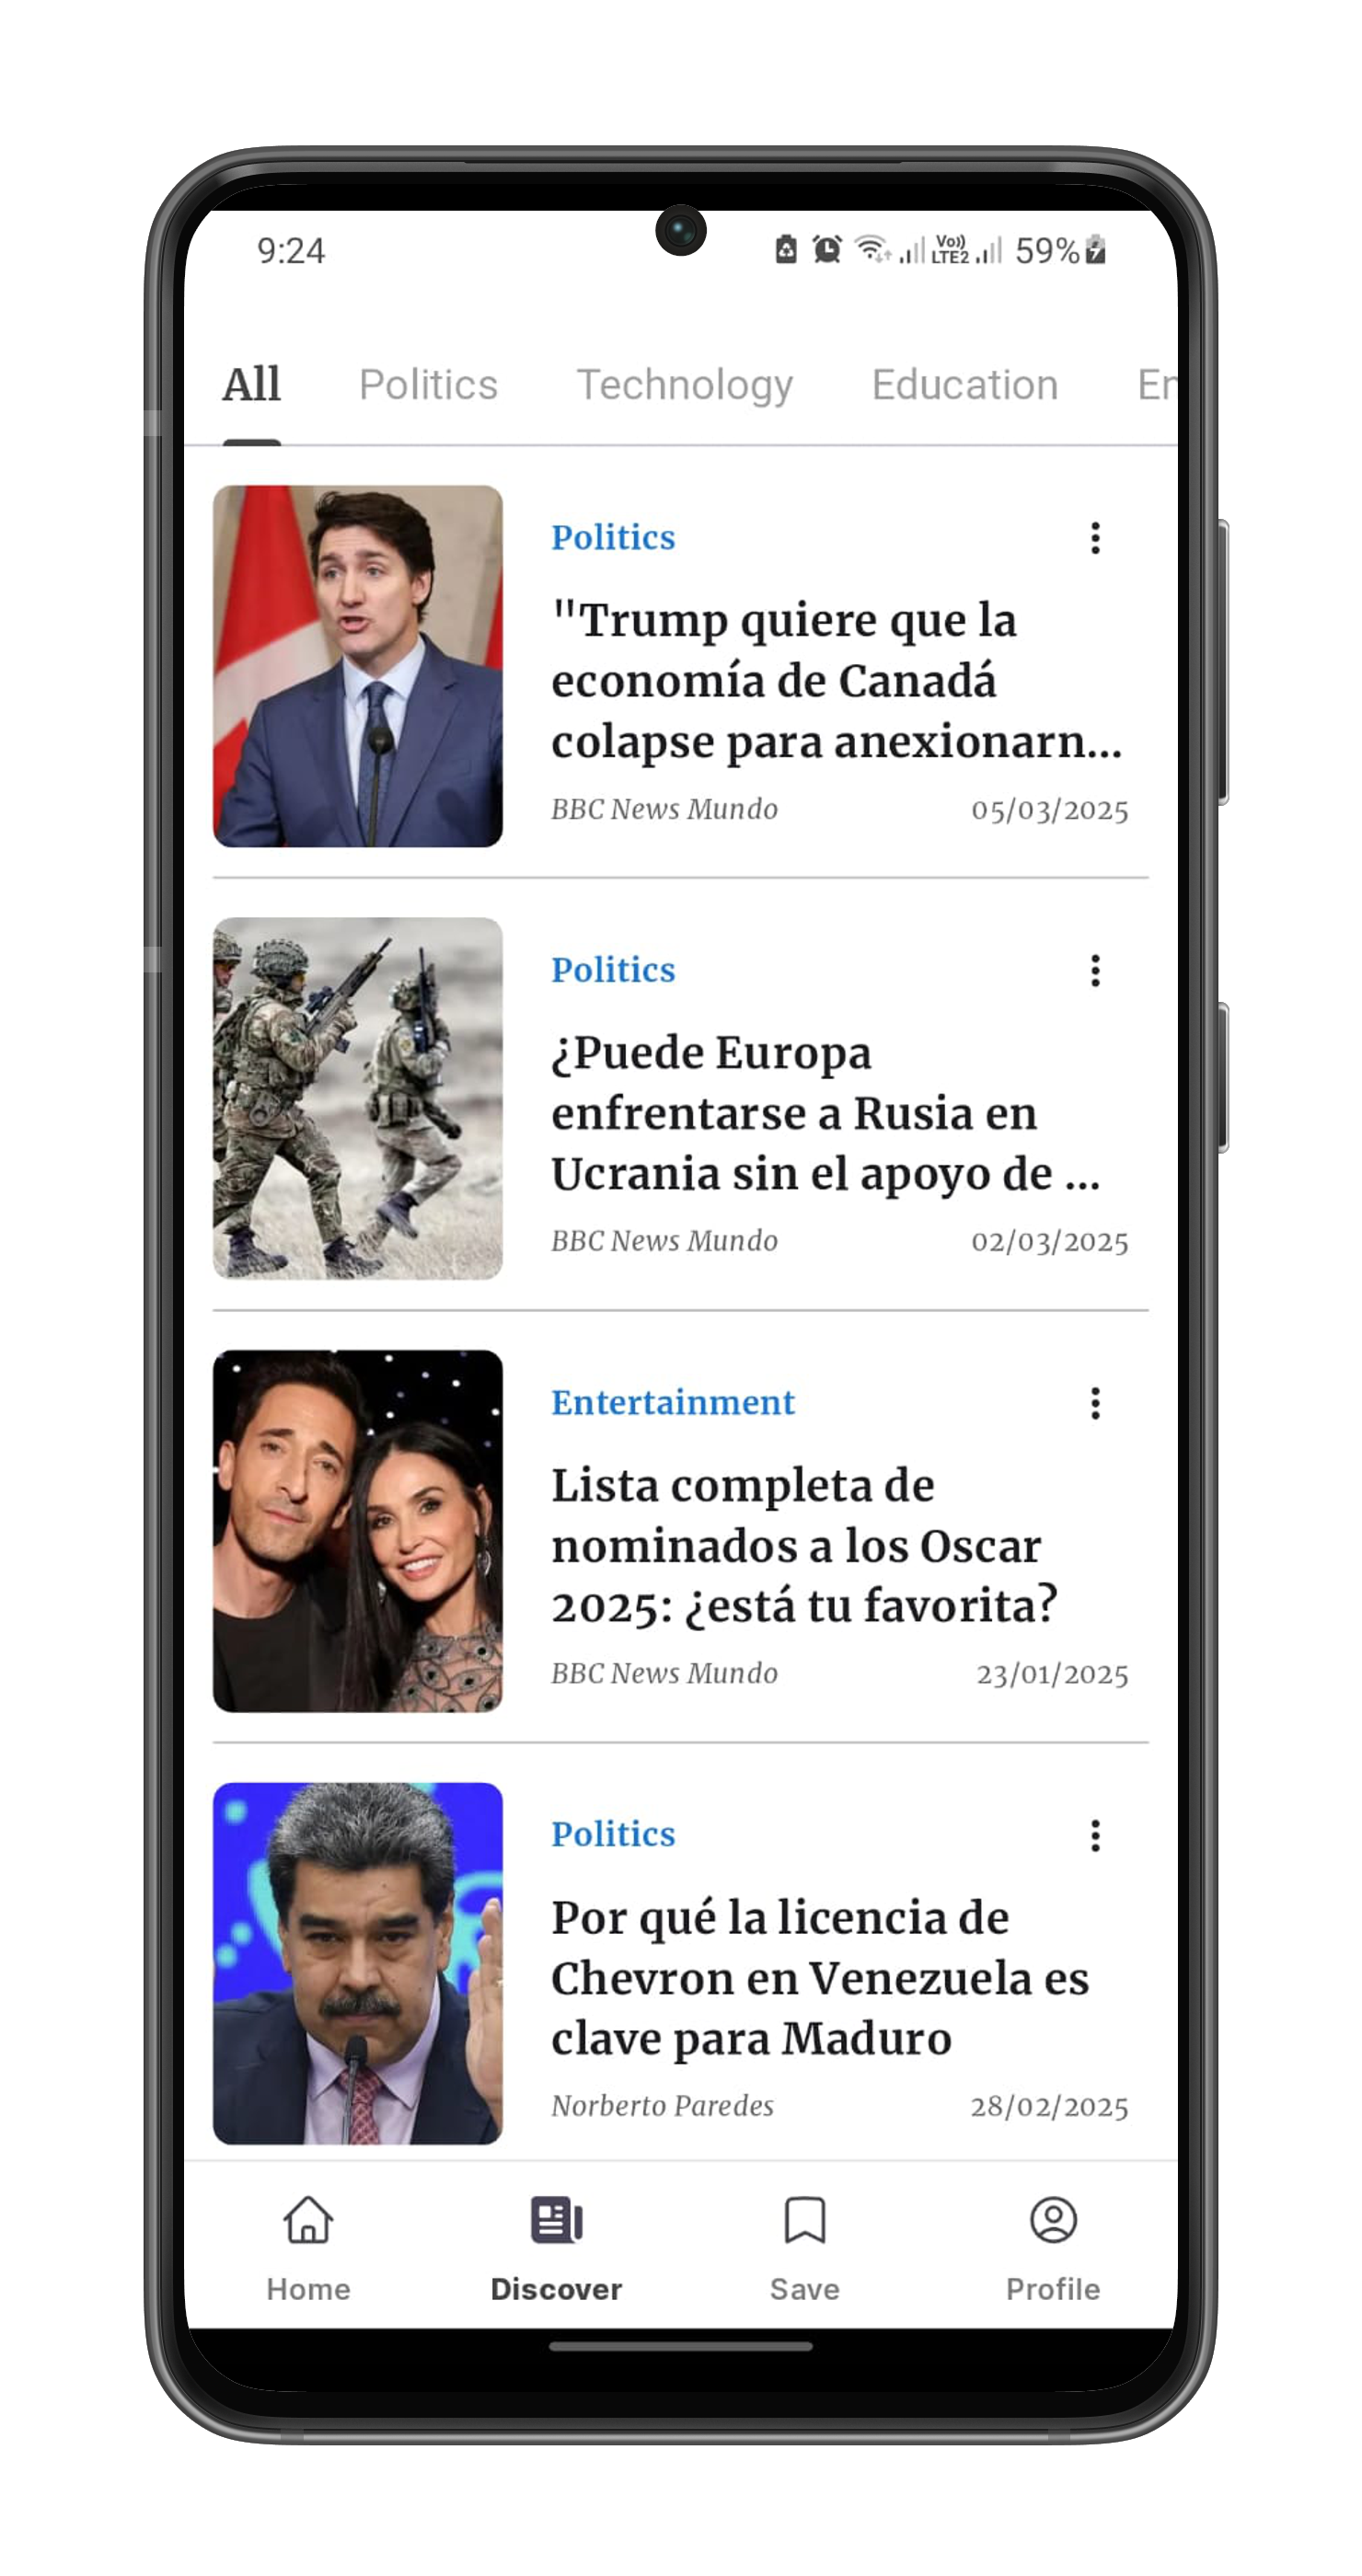 9:24 Vo)) LTE2 59%
All Politics Technology Education En
Politics
"Trump quiere que la
economía de Canadá
colapse para anexionarn...
BBC News Mundo 05/03/2025
Politics
¿Puede Europa
enfrentarse a Rusia en
Ucrania sin el apoyo de ...
BBC News Mundo 02/03/2025
Entertainment
Lista completa de
nominados a los Oscar
2025: ¿está tu favorita?
BBC News Mundo 23/01/2025
Politics
Por qué la licencia de
Chevron en Venezuela es
clave para Maduro
Norberto Paredes 28/02/2025
Home Discover Save Profile